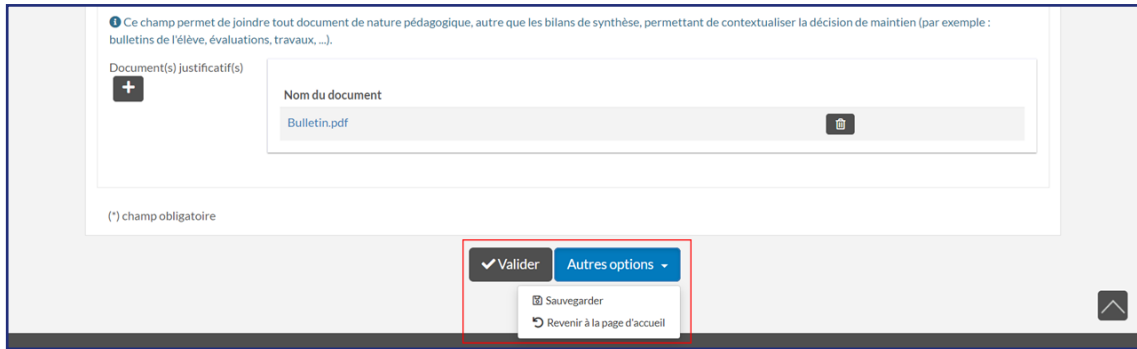 Ce champ permet de joindre tout document de nature pédagogique, autre que les bilans de synthèse, permettant de contextualiser la décision de maintien (par exemple :
bulletins de l'élève, évaluations, travaux, ...).
Document(s) justificatif(s)
Nom du document
Bulletin.pdf
(*) champ obligatoire
Valider
Autres options
Sauvegarder
Revenir à la page d'accueil